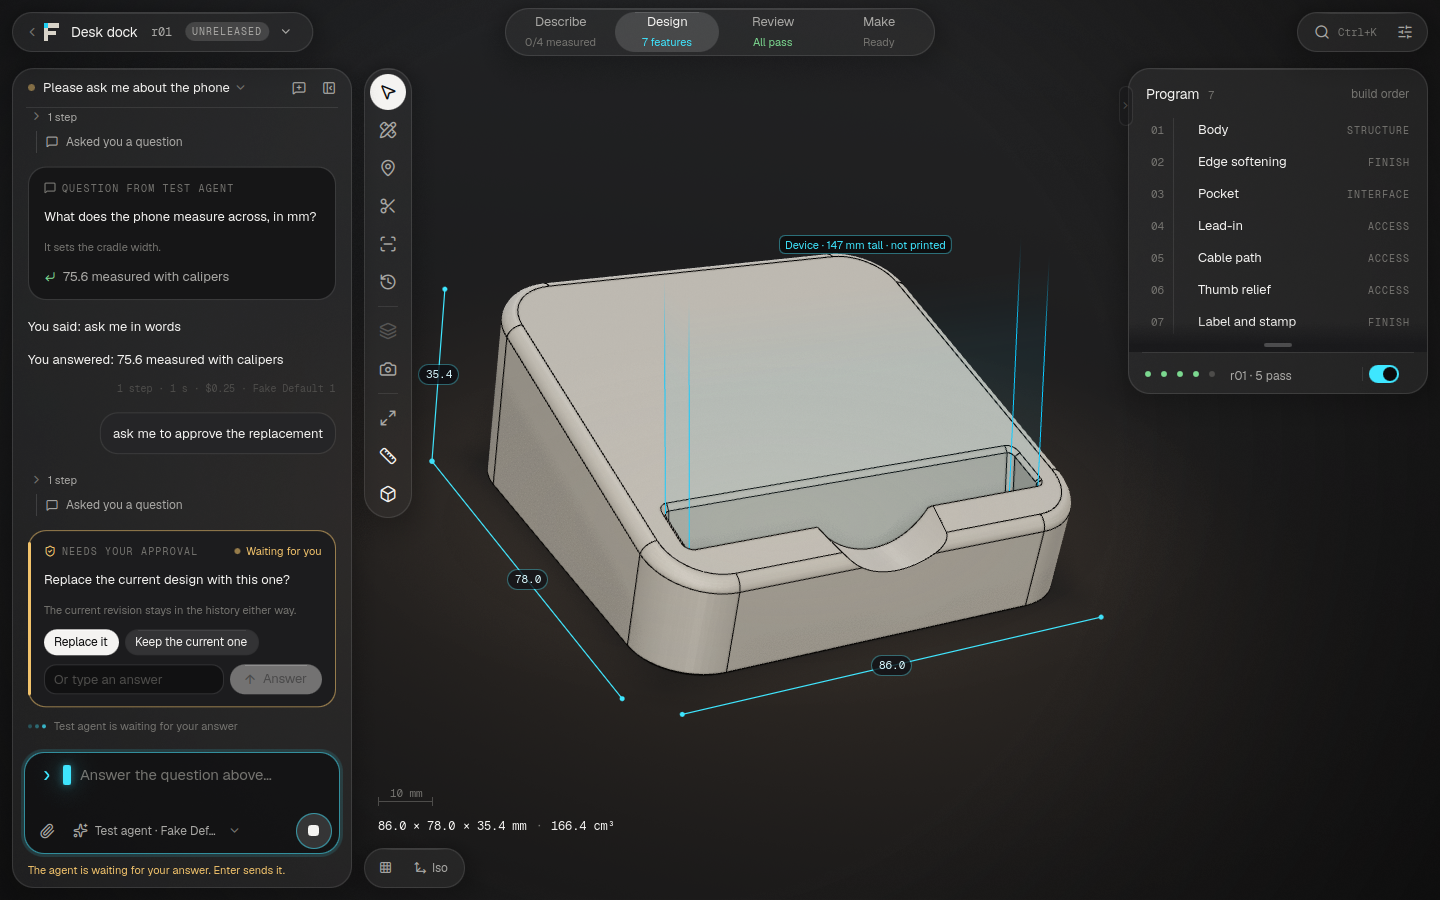 Desk dock r01 UNRELEASED
Describe
0/4 measured
Design
7 features
Review
All pass
Make
Ready
Ctrl+K
Please ask me about the phone
1 step
Asked you a question
QUESTION FROM TEST AGENT
What does the phone measure across, in mm?
It sets the cradle width.
75.6 measured with calipers
You said: ask me in words
You answered: 75.6 measured with calipers
1 step · 1 s · $0.25 · Fake Default 1
ask me to approve the replacement
1 step
Asked you a question
NEEDS YOUR APPROVAL
Waiting for you
Replace the current design with this one?
The current revision stays in the history either way.
Replace it
Keep the current one
Or type an answer
Answer
Test agent is waiting for your answer
Answer the question above...
Test agent · Fake Def...
The agent is waiting for your answer. Enter sends it.
Device · 147 mm tall · not printed
35.4
78.0
86.0
10 mm
86.0 × 78.0 × 35.4 mm · 166.4 cm³
Iso
Program 7
build order
01 Body STRUCTURE
02 Edge softening FINISH
03 Pocket INTERFACE
04 Lead-in ACCESS
05 Cable path ACCESS
06 Thumb relief ACCESS
07 Label and stamp FINISH
r01 · 5 pass